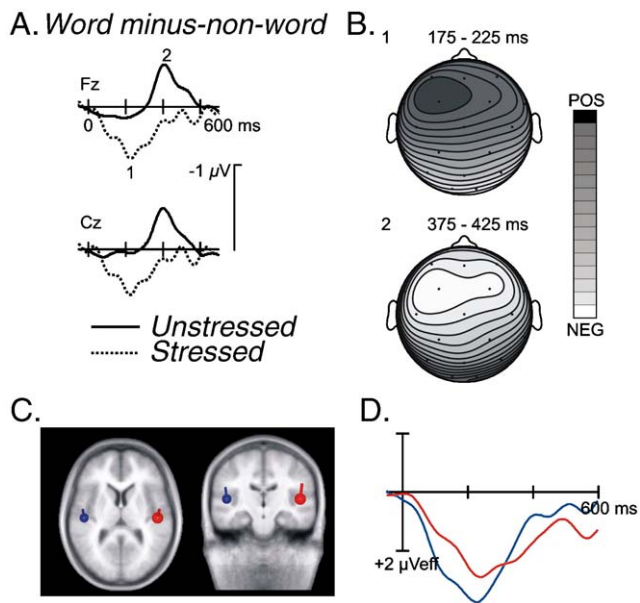 A. Word minus-non-word
Fz
2
0
600 ms
1
-1 µV
Cz
Unstressed
Stressed
B.
1 175 - 225 ms
POS
2 375 - 425 ms
NEG
C.
D.
600 ms
+2 µVeff